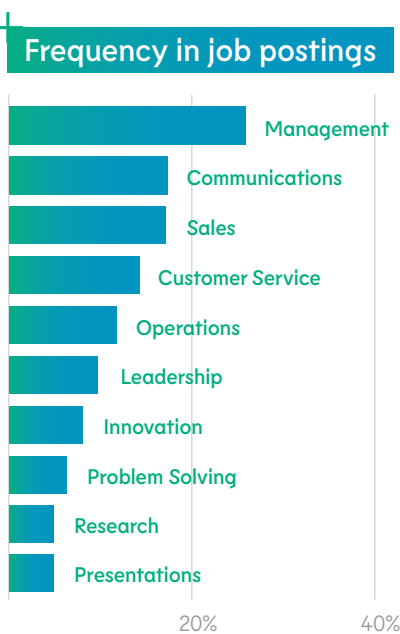 Frequency in job postings
Management
Communications
Sales
Customer Service
Operations
Leadership
Innovation
Problem Solving
Research
Presentations
20% 40%